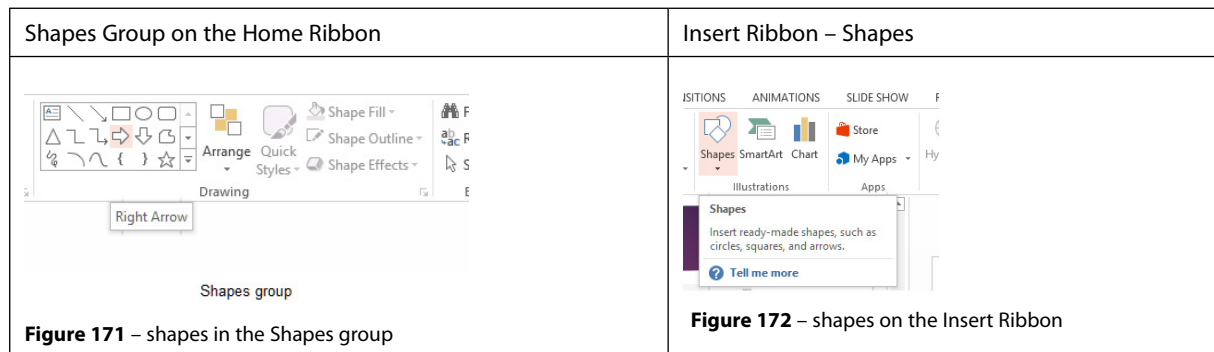 Shapes Group on the Home Ribbon
Insert Ribbon – Shapes
Shape Fill
Shape Outline
Shape Effects
Arrange
Quick
Styles
Drawing
Right Arrow
Shapes group
Figure 171 – shapes in the Shapes group
ANIMATIONS SLIDE SHOW
Shapes SmartArt Chart
Store
My Apps
Illustrations Apps
Shapes
Insert ready-made shapes, such as
circles, squares, and arrows.
? Tell me more
Figure 172 – shapes on the Insert Ribbon